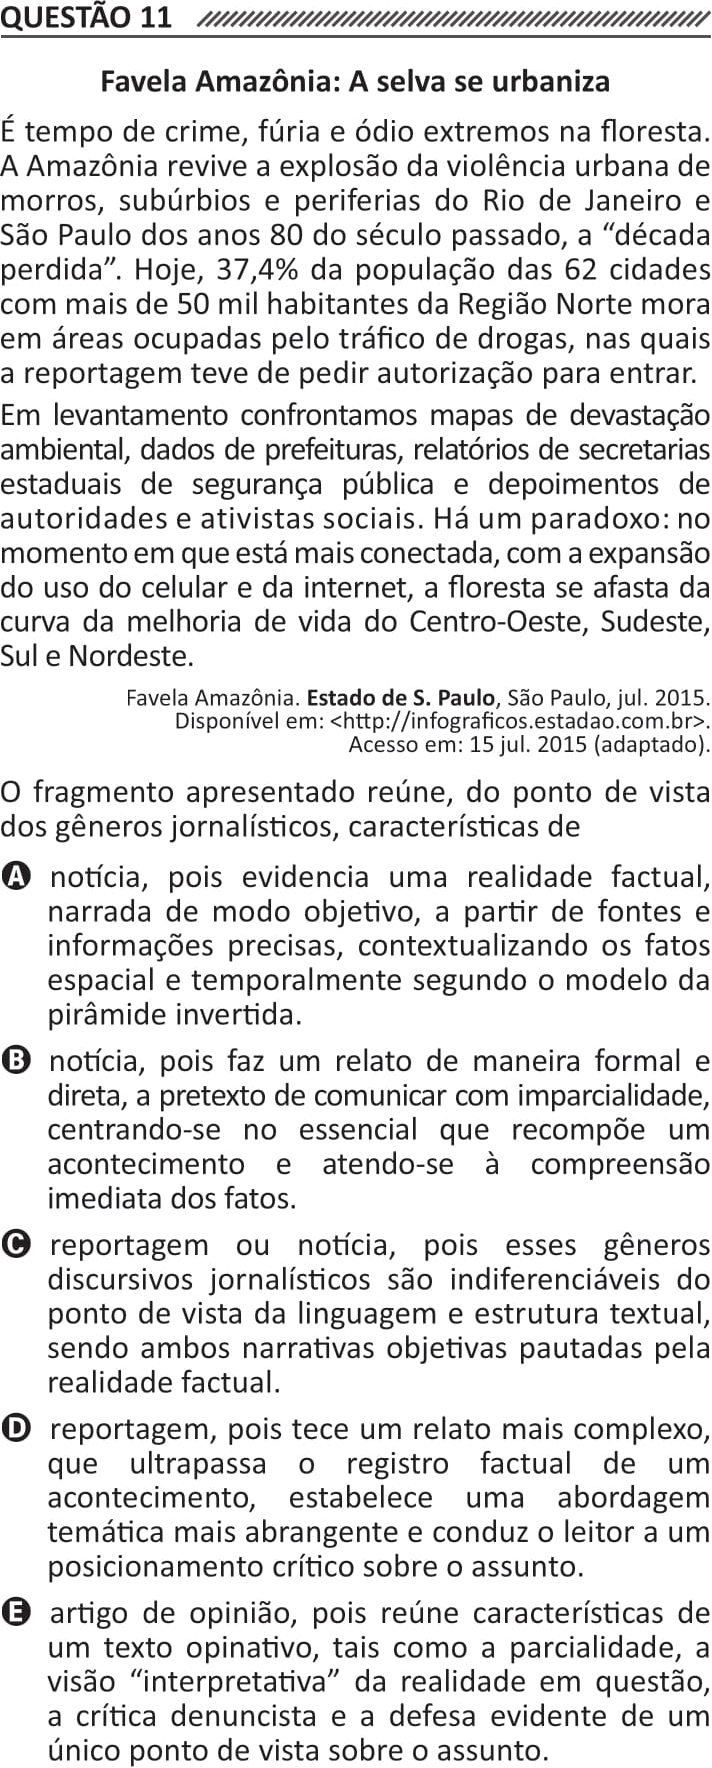 QUESTÃO 11
Favela Amazônia: A selva se urbaniza
É tempo de crime, fúria e ódio extremos na floresta.
A Amazônia revive a explosão da violência urbana de
morros, subúrbios e periferias do Rio de Janeiro e
São Paulo dos anos 80 do século passado, a “década
perdida”. Hoje, 37,4% da população das 62 cidades
com mais de 50 mil habitantes da Região Norte mora
em áreas ocupadas pelo tráfico de drogas, nas quais
a reportagem teve de pedir autorização para entrar.
Em levantamento confrontamos mapas de devastação
ambiental, dados de prefeituras, relatórios de secretarias
estaduais de segurança pública e depoimentos de
autoridades e ativistas sociais. Há um paradoxo: no
momento em que está mais conectada, com a expansão
do uso do celular e da internet, a floresta se afasta da
curva da melhoria de vida do Centro-Oeste, Sudeste,
Sul e Nordeste.
Favela Amazônia. Estado de S. Paulo, São Paulo, jul. 2015.
Disponível em: <http://infograficos.estadao.com.br>.
Acesso em: 15 jul. 2015 (adaptado).
O fragmento apresentado reúne, do ponto de vista
dos gêneros jornalísticos, características de
A notícia, pois evidencia uma realidade factual,
narrada de modo objetivo, a partir de fontes e
informações precisas, contextualizando os fatos
espacial e temporalmente segundo o modelo da
pirâmide invertida.
B notícia, pois faz um relato de maneira formal e
direta, a pretexto de comunicar com imparcialidade,
centrando-se no essencial que recompõe um
acontecimento e atendo-se à compreensão
imediata dos fatos.
C reportagem ou notícia, pois esses gêneros
discursivos jornalísticos são indiferenciáveis do
ponto de vista da linguagem e estrutura textual,
sendo ambos narrativas objetivas pautadas pela
realidade factual.
D reportagem, pois tece um relato mais complexo,
que ultrapassa o registro factual de um
acontecimento, estabelece uma abordagem
temática mais abrangente e conduz o leitor a um
posicionamento crítico sobre o assunto.
E artigo de opinião, pois reúne características de
um texto opinativo, tais como a parcialidade, a
visão “interpretativa” da realidade em questão,
a crítica denuncista e a defesa evidente de um
único ponto de vista sobre o assunto.